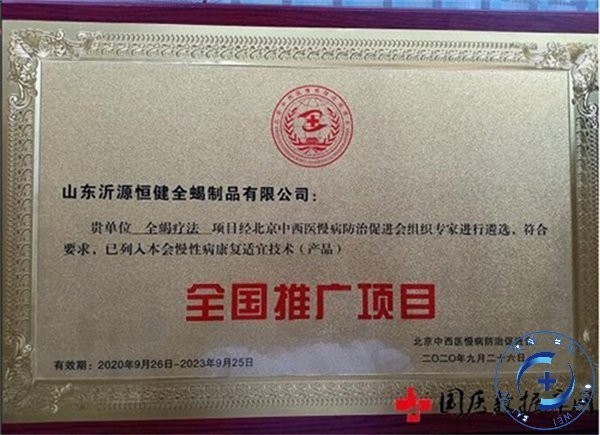 山东沂源恒健全蝎制品有限公司：
贵单位 全蝎疗法 项目经北京中西医慢病防治促进会组织专家进行遴选，符合
要求，已列入本会慢性病康复适宜技术（产品）
全国推广项目
北京中西医慢病防治促进会
有效期：2020年9月26日-2023年9月25日
二〇二〇年九月二十六日